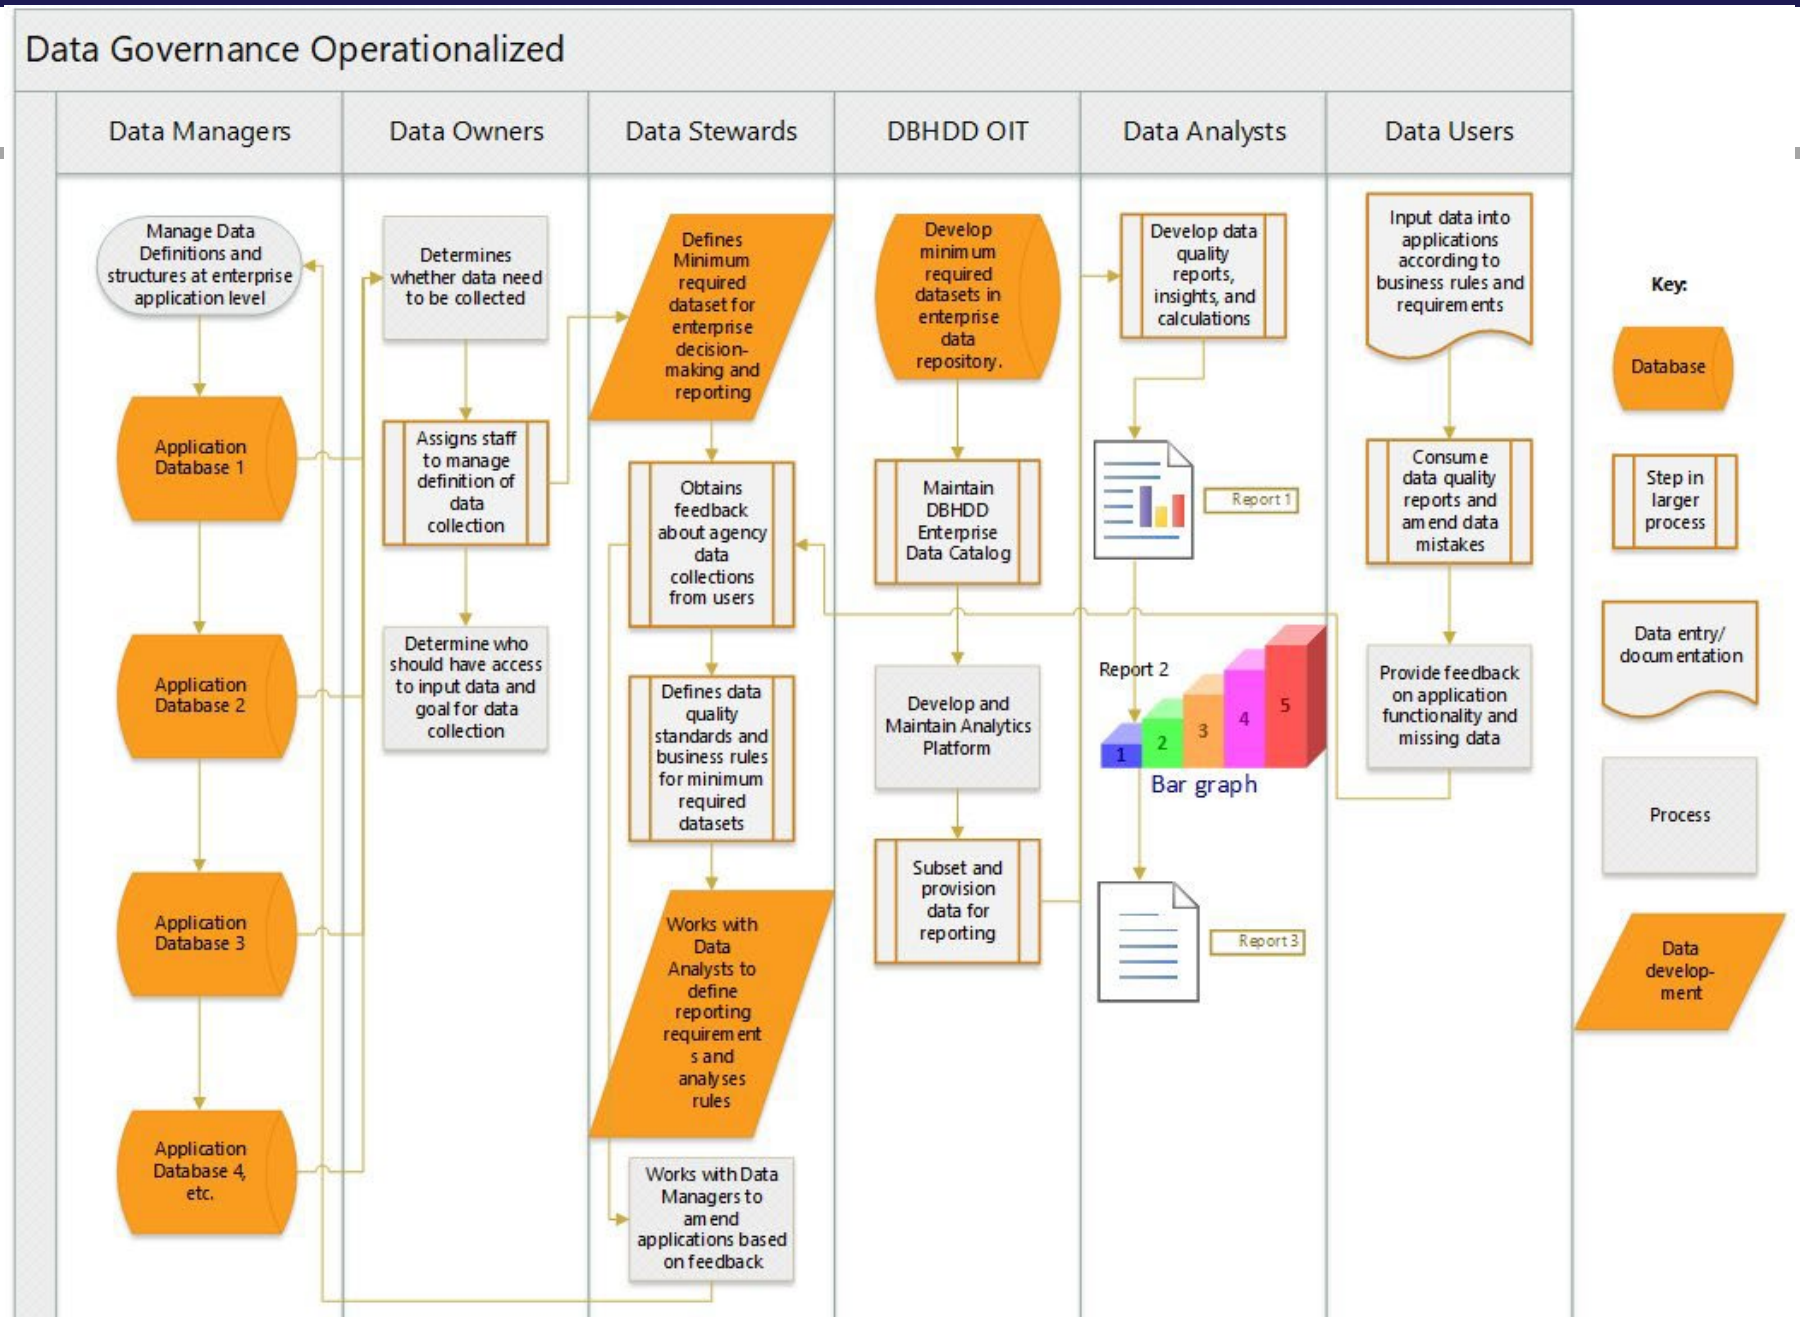 Data Governance Operationalized
Data Managers
Data Owners
Data Stewards
DBHDD OIT
Data Analysts
Data Users
Manage Data
Definitions and
structures at enterprise
application level
Application
Database 1
Application
Database 2
Application
Database 3
Application
Database 4,
etc.
Determines
whether data need
to be collected
Assigns staff
to manage
definition of
data
collection
Determine who
should have access
to input data and
goal for data
collection
Defines
Minimum
required
dataset for
enterprise
decision-
making and
reporting
Obtains
feedback
about agency
data
collections
from users
Defines data
quality
standards and
business rules
for minimum
required
datasets
Works with
Data
Analysts to
define
reporting
requirement
s and
analyses
rules
Works with Data
Managers to
amend
applications based
on feedback
Develop
minimum
required
datasets in
enterprise
data
repository.
Maintain
DBHDD
Enterprise
Data Catalog
Develop and
Maintain Analytics
Platform
Subset and
provision
data for
reporting
Develop data
quality
reports,
insights, and
calculations
Report 1
Report 2
1
2
3
4
5
Bar graph
Report 3
Input data into
applications
according to
business rules and
requirements
Consume
data quality
reports and
amend data
mistakes
Provide feedback
on application
functionality and
missing data
Key:
Database
Step in
larger
process
Data entry/
documentation
Process
Data
develop-
ment